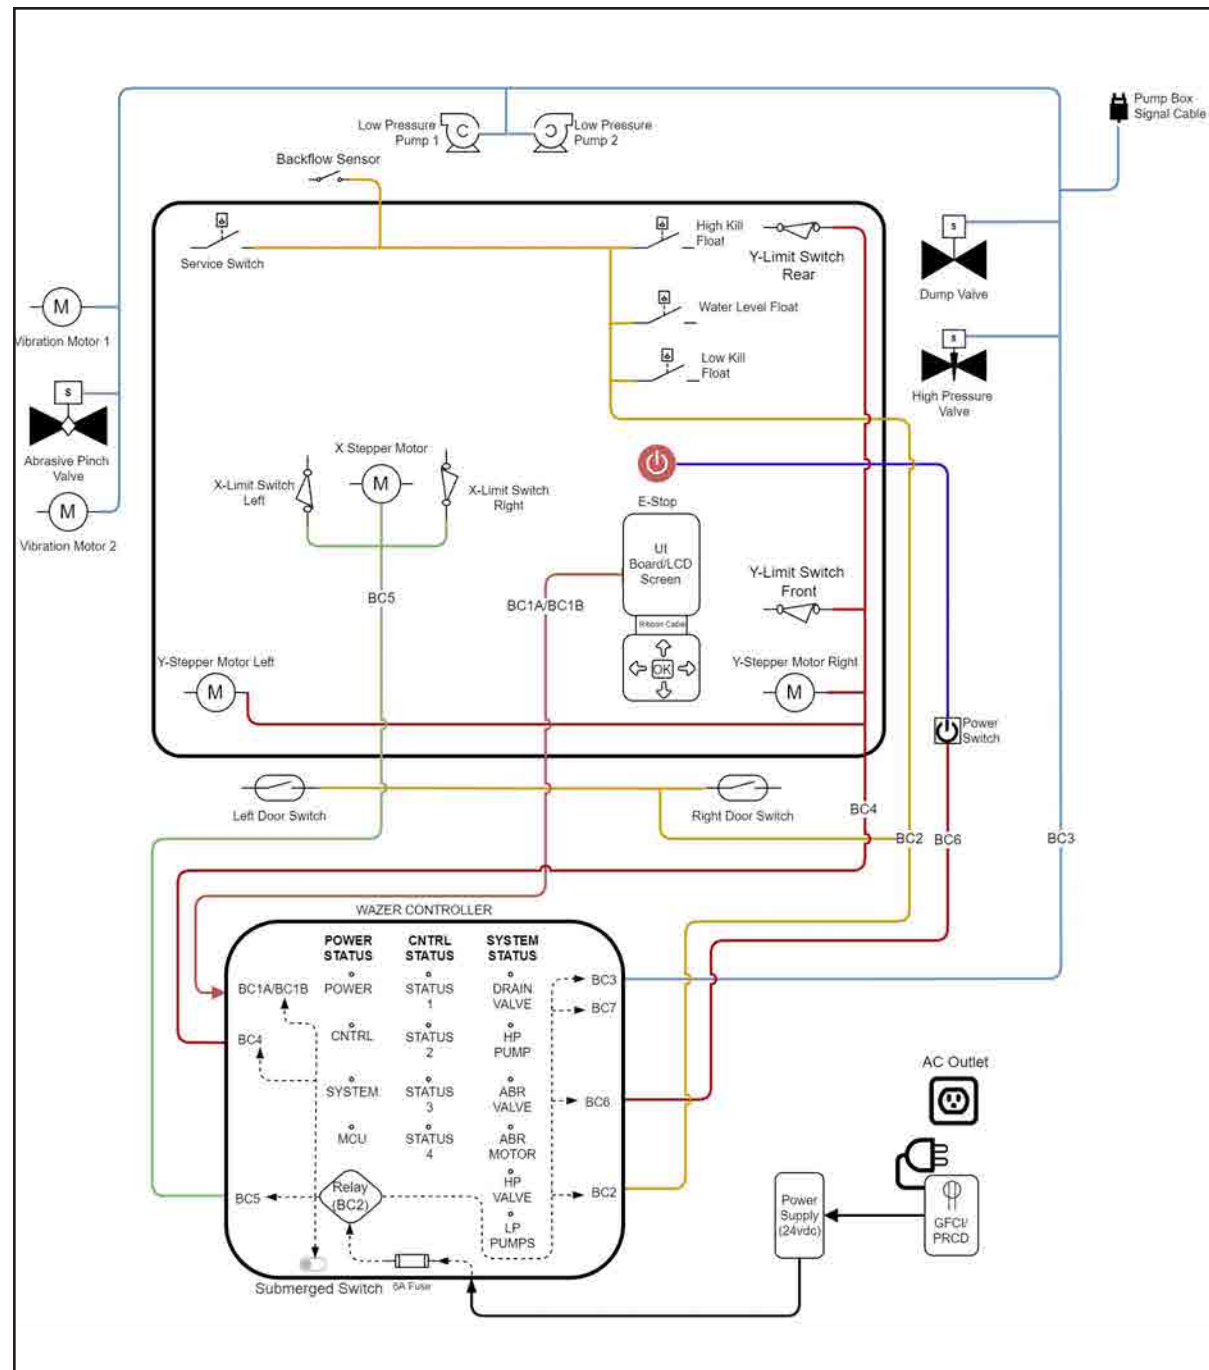 Pump Box
Signal Cable
Low Pressure
Pump 1
C
C
Low Pressure
Pump 2
Backflow Sensor
Service Switch
High Kill
Float
Y-Limit Switch
Rear
S
Dump Valve
Water Level Float
M
Vibration Motor 1
S
High Pressure
Valve
Low Kill
Float
S
Abrasive Pinch
Valve
X Stepper Motor
M
X-Limit Switch
Left
X-Limit Switch
Right
E-Stop
M
Vibration Motor 2
UI
Board/LCD
Screen
Y-Limit Switch
Front
BC5
BC1A/BC1B
Ribbon Cable
OK
Y-Stepper Motor Left
M
Y-Stepper Motor Right
M
Power
Switch
Left Door Switch
Right Door Switch
BC4
BC2
BC6
BC3
WAZER CONTROLLER
POWER
STATUS
CNTRL
STATUS
SYSTEM
STATUS
BC1A/BC1B
POWER
STATUS
1
DRAIN
VALVE
BC3
BC7
BC4
CNTRL
STATUS
2
HP
PUMP
SYSTEM
STATUS
3
ABR
VALVE
BC6
MCU
STATUS
4
ABR
MOTOR
BC5
Relay
(BC2)
HP
VALVE
BC2
LP
PUMPS
Submerged Switch
6A Fuse
AC Outlet
Power
Supply
(24vdc)
GFCI/
PRCD